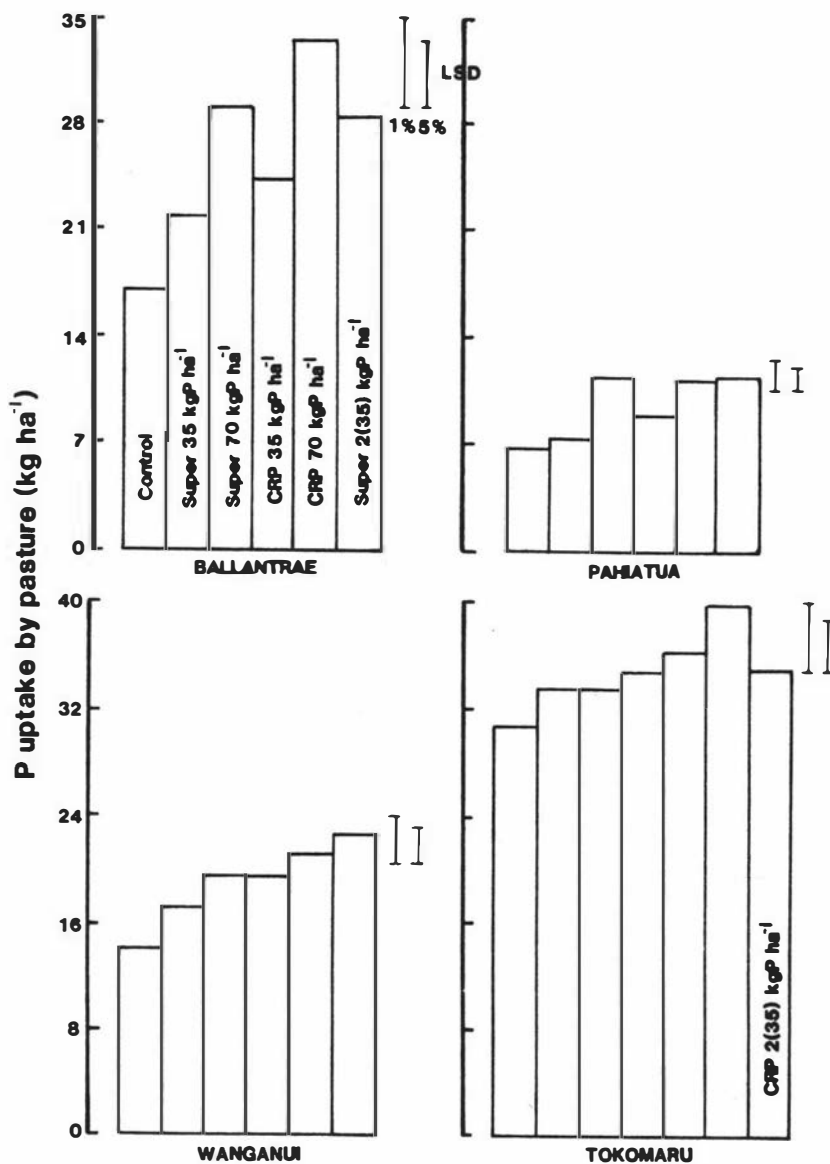 P uptake by pasture (kg ha⁻¹)
35
28
21
14
7
0
LSD
1% 5%
Control
Super 35 kgP ha⁻¹
Super 70 kgP ha⁻¹
CRP 35 kgP ha⁻¹
CRP 70 kgP ha⁻¹
Super 2(35) kgP ha⁻¹
BALLANTRAE
PAHIATUA
40
32
24
16
8
0
WANGANUI
CRP 2(35) kgP ha⁻¹
TOKOMARU